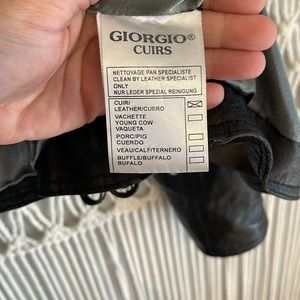 GIORGIO®
CUIRS
NETTOYAGE PAR SPECIALISTE
CLEAN BY LEATHER SPECIALIST
ONLY
NUR LEDER SPEZIAL REINIGUNG
CUIR/
LEATHER/CUERO
VACHETTE
YOUNG COW
VAQUETA
PORC/PIG
CUERDO
VEAU/CALF/TERNERO
BUFFLE/BUFFALO
BUFALO